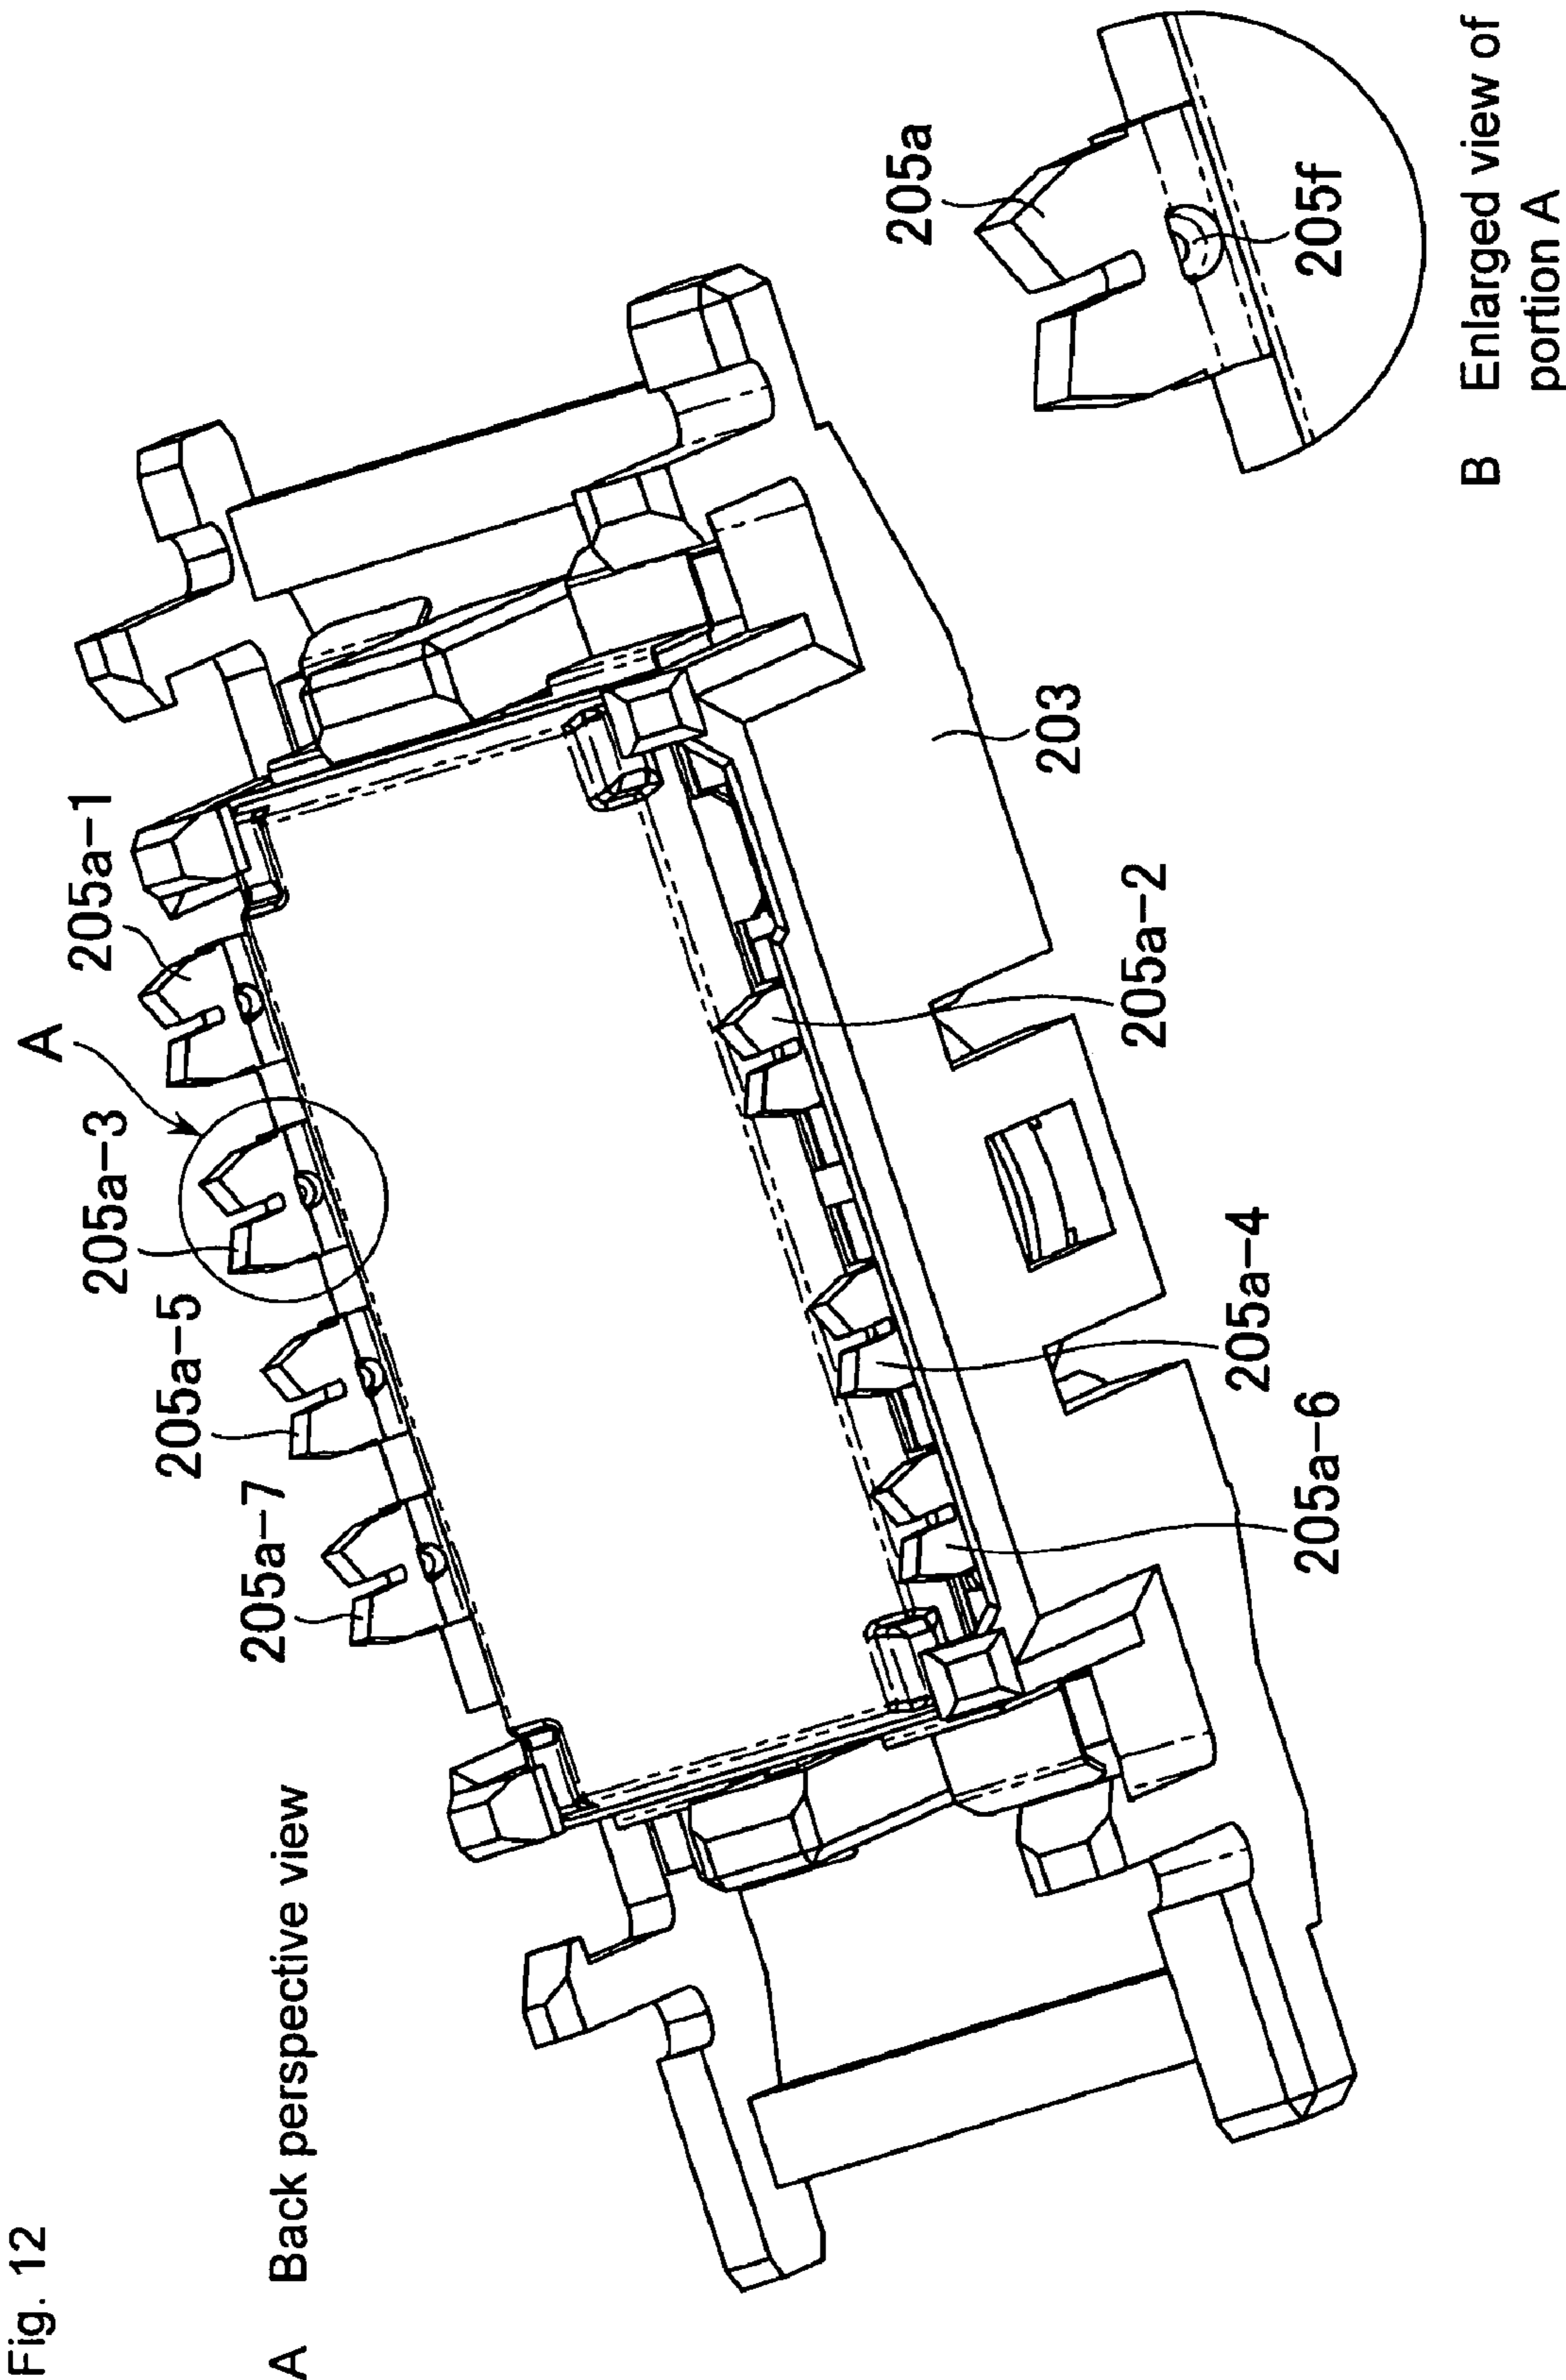 Fig. 12
A Back perspective view
205a-7
205a-5
205a-3
A
205a-1
205a-6
205a-4
205a-2
203
205a
205f
B Enlarged view of
portion A